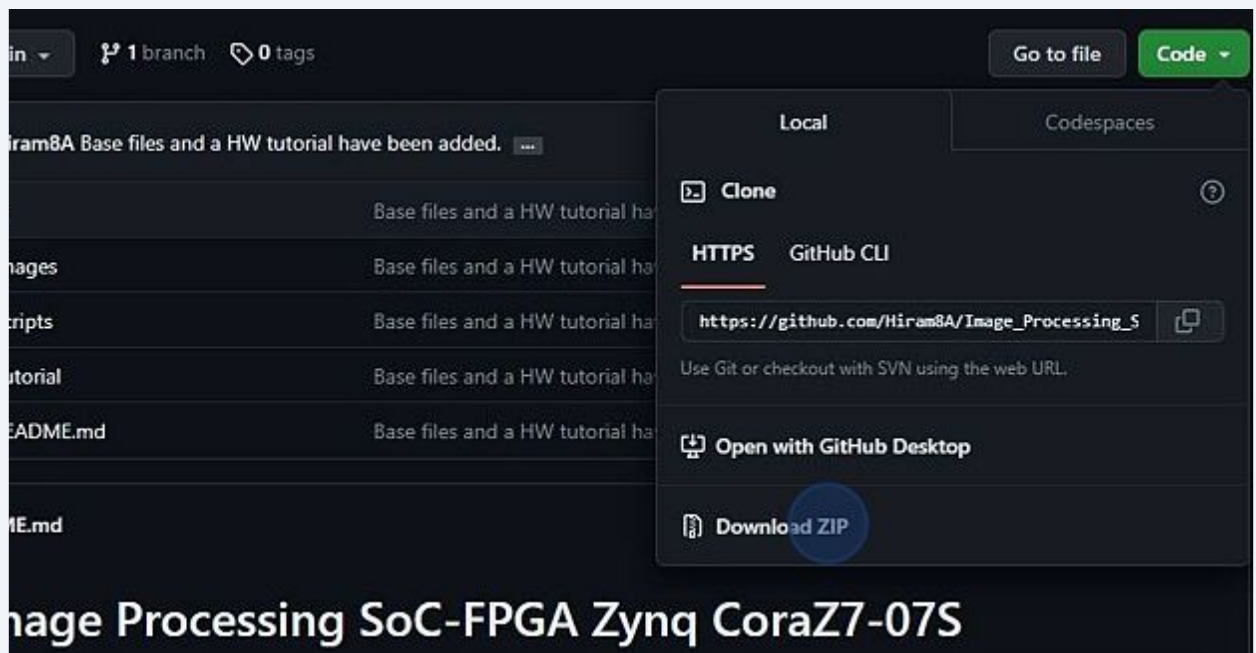 in 1 branch 0 tags Go to file Code
Local Codespaces
iram8A Base files and a HW tutorial have been added. ...
Clone
Base files and a HW tutorial ha
HTTPS GitHub CLI
nages Base files and a HW tutorial ha
cripts Base files and a HW tutorial ha
https://github.com/Hiram8A/Image_Processing_S
utorial Base files and a HW tutorial ha
Use Git or checkout with SVN using the web URL.
EADME.md Base files and a HW tutorial ha
Open with GitHub Desktop
ME.md
Download ZIP
nage Processing SoC-FPGA Zynq CoraZ7-07S